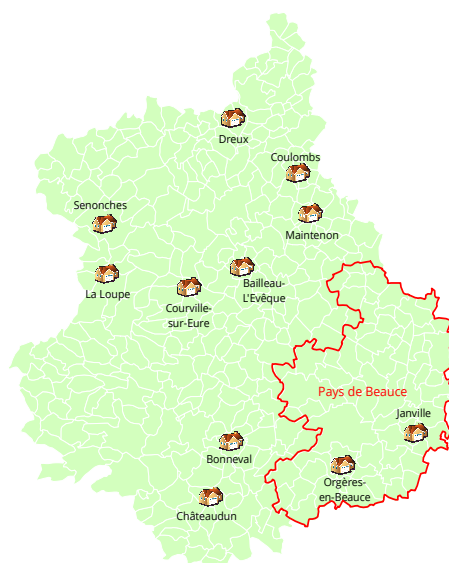 Dreux
Coulombs
Senonches
Maintenon
La Loupe
Bailleau-
L'Evêque
Courville-
sur-Eure
Pays de Beauce
Janville
Bonneval
Orgères-
en-Beauce
Châteaudun